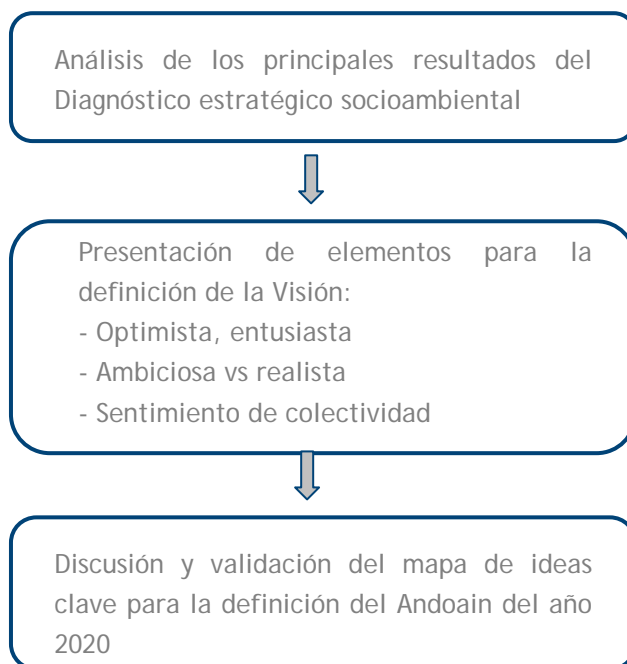 Análisis de los principales resultados del
Diagnóstico estratégico socioambiental
Presentación de elementos para la
definición de la Visión:
- Optimista, entusiasta
- Ambiciosa vs realista
- Sentimiento de colectividad
Discusión y validación del mapa de ideas
clave para la definición del Andoain del año
2020